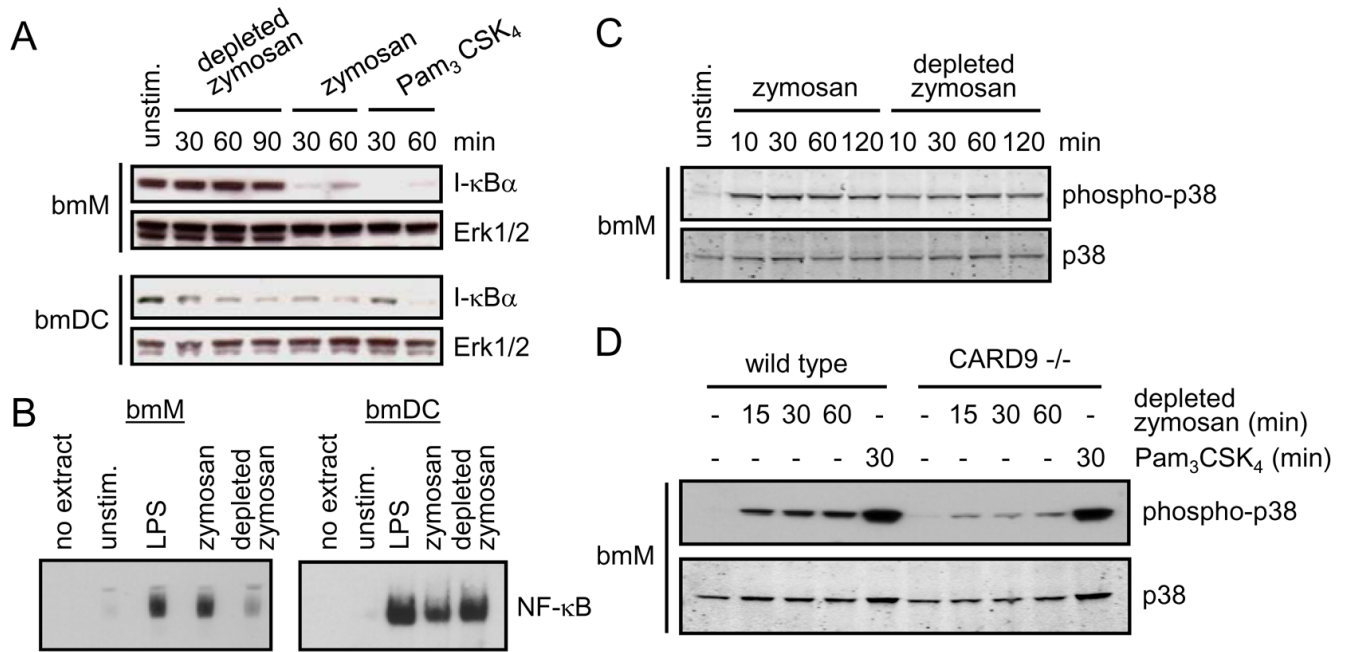 A
unstim.
depleted
zymosan
zymosan
Pam3CSK4
30 60 90 30 60 30 60 min
bmM
I-κBα
Erk1/2
bmDC
I-κBα
Erk1/2
B
bmM
bmDC
no extract
unstim.
LPS
zymosan
depleted
zymosan
no extract
unstim.
LPS
zymosan
depleted
zymosan
NF-κB
C
unstim.
zymosan
depleted
zymosan
10 30 60 120 10 30 60 120 min
bmM
phospho-p38
p38
D
wild type
CARD9 -/-
- 15 30 60 - - 15 30 60 -
depleted
zymosan (min)
- - - - 30 - - - - 30 Pam3CSK4 (min)
bmM
phospho-p38
p38